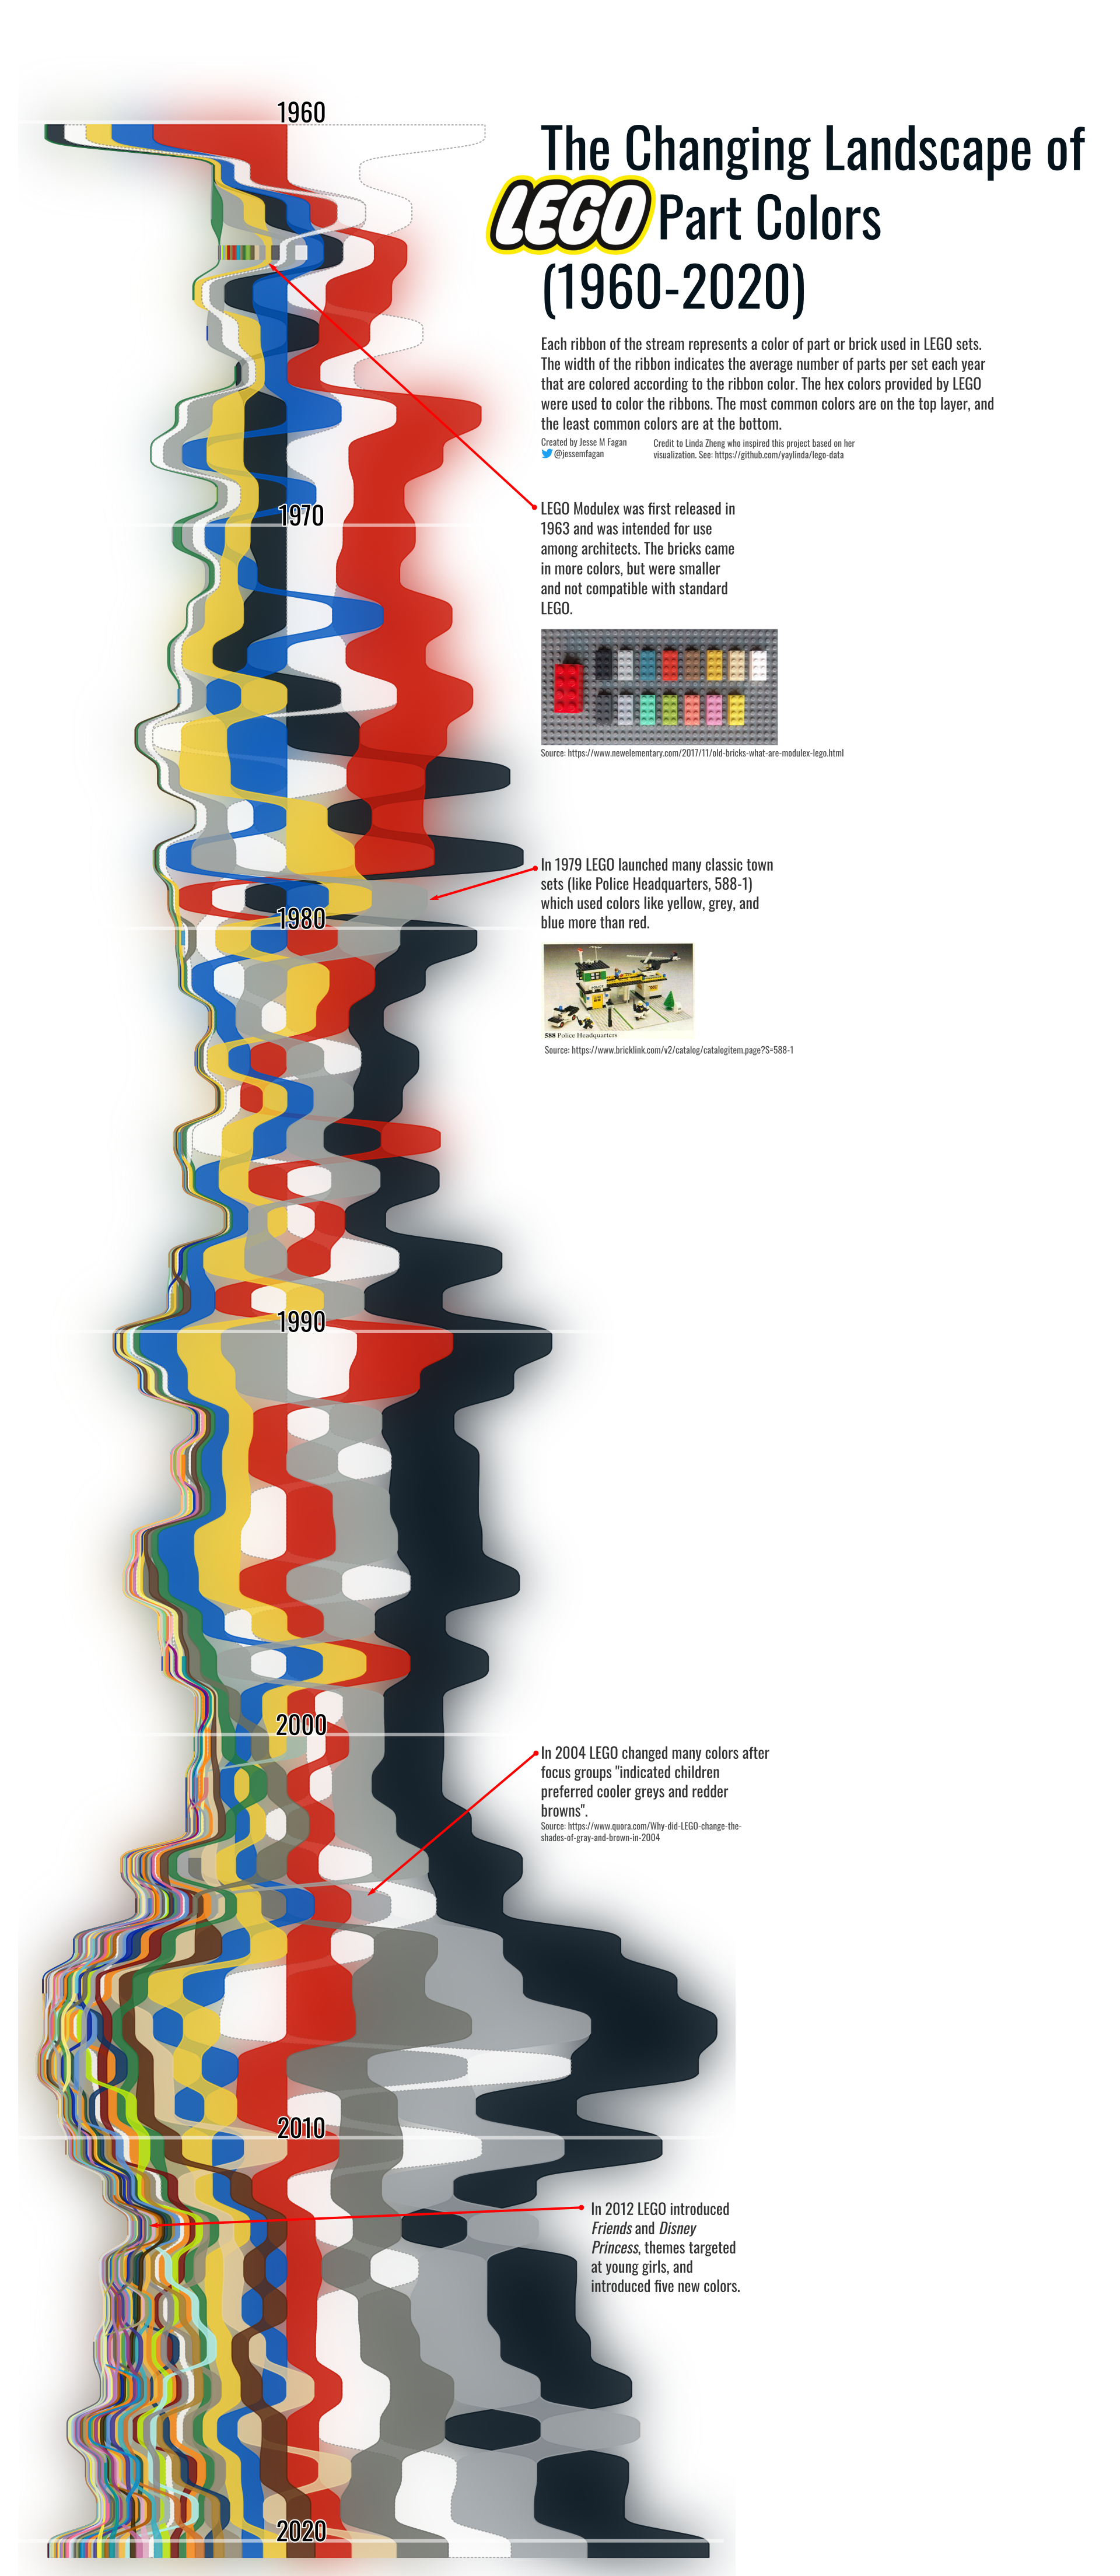 1960
The Changing Landscape of
LEGO Part Colors
(1960-2020)
Each ribbon of the stream represents a color of part or brick used in LEGO sets.
The width of the ribbon indicates the average number of parts per set each year
that are colored according to the ribbon color. The hex colors provided by LEGO
were used to color the ribbons. The most common colors are on the top layer, and
the least common colors are at the bottom.
Created by Jesse M Fagan
@jessemfagan
Credit to Linda Zheng who inspired this project based on her
visualization. See: https://github.com/yaylinda/lego-data
LEGO Modulex was first released in
1963 and was intended for use
among architects. The bricks came
in more colors, but were smaller
and not compatible with standard
LEGO.
1970
Source: https://www.newelementary.com/2017/11/old-bricks-what-are-modulex-lego.html
In 1979 LEGO launched many classic town
sets (like Police Headquarters, 588-1)
which used colors like yellow, grey, and
blue more than red.
1980
POLICE
588 Police Headquarters
Source: https://www.bricklink.com/v2/catalog/catalogitem.page?S=588-1
1990
2000
In 2004 LEGO changed many colors after
focus groups "indicated children
preferred cooler greys and redder
browns".
Source: https://www.quora.com/Why-did-LEGO-change-the-
shades-of-gray-and-brown-in-2004
2010
In 2012 LEGO introduced
Friends and Disney
Princess, themes targeted
at young girls, and
introduced five new colors.
2020